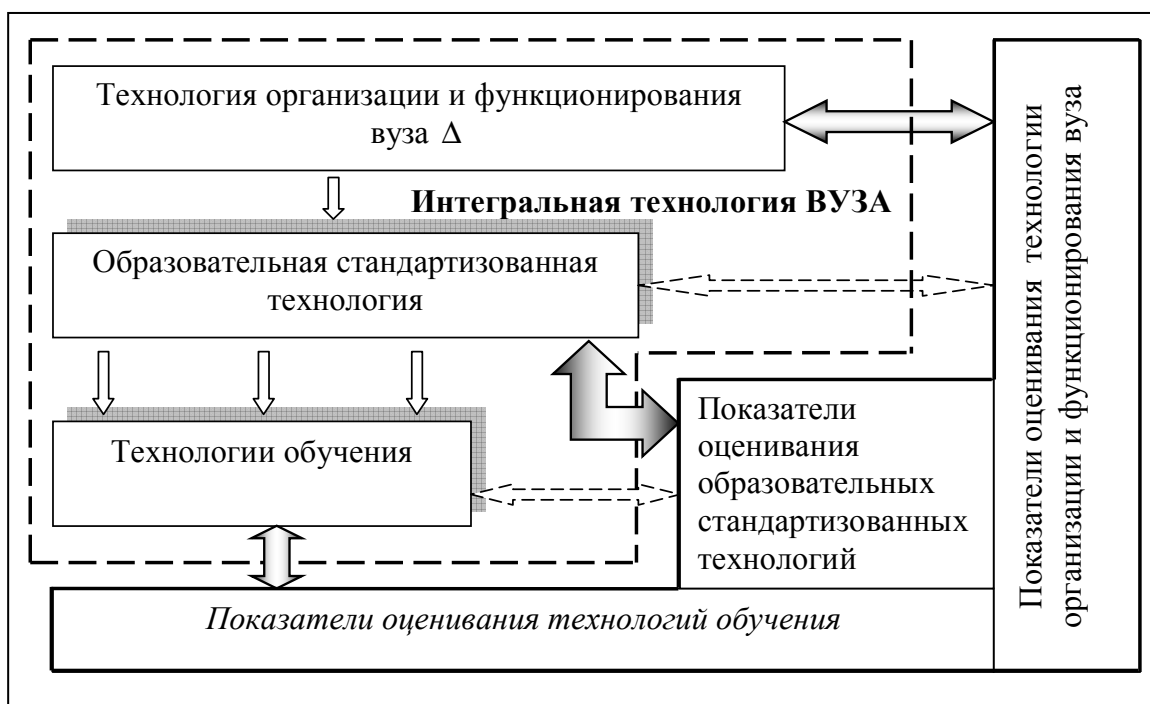 Технология организации и функционирования
вуза Δ
Интегральная технология ВУЗА
Образовательная стандартизованная
технология
Технологии обучения
Показатели
оценивания
образовательных
стандартизованных
технологий
Показатели оценивания технологий обучения
Показатели оценивания технологии
организации и функционирования вуза